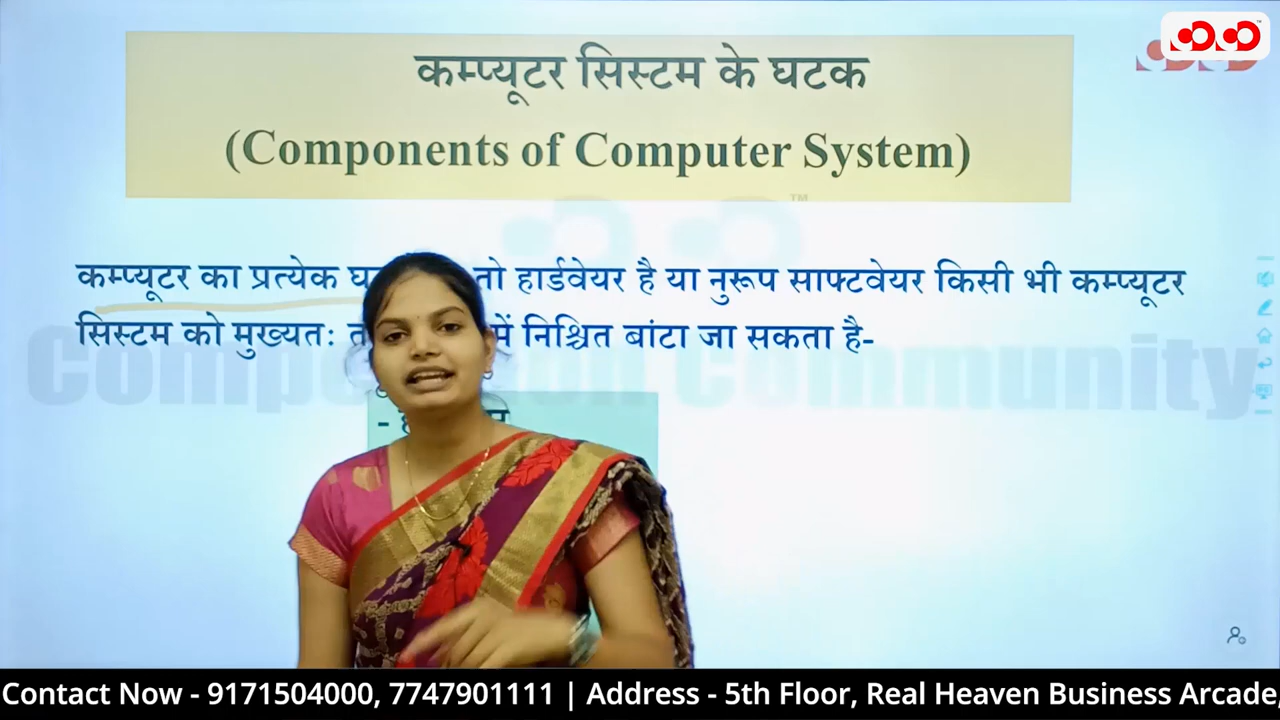 कम्प्यूटर सिस्टम के घटक
(Components of Computer System)
कम्प्यूटर का प्रत्येक तो हार्डवेयर है या नुरूप साफ्टवेयर किसी भी कम्प्यूटर
सिस्टम को मुख्यतः में निश्चित बांटा जा सकता है-
Community
Contact Now - 9171504000, 7747901111 | Address - 5th Floor, Real Heaven Business Arcade,